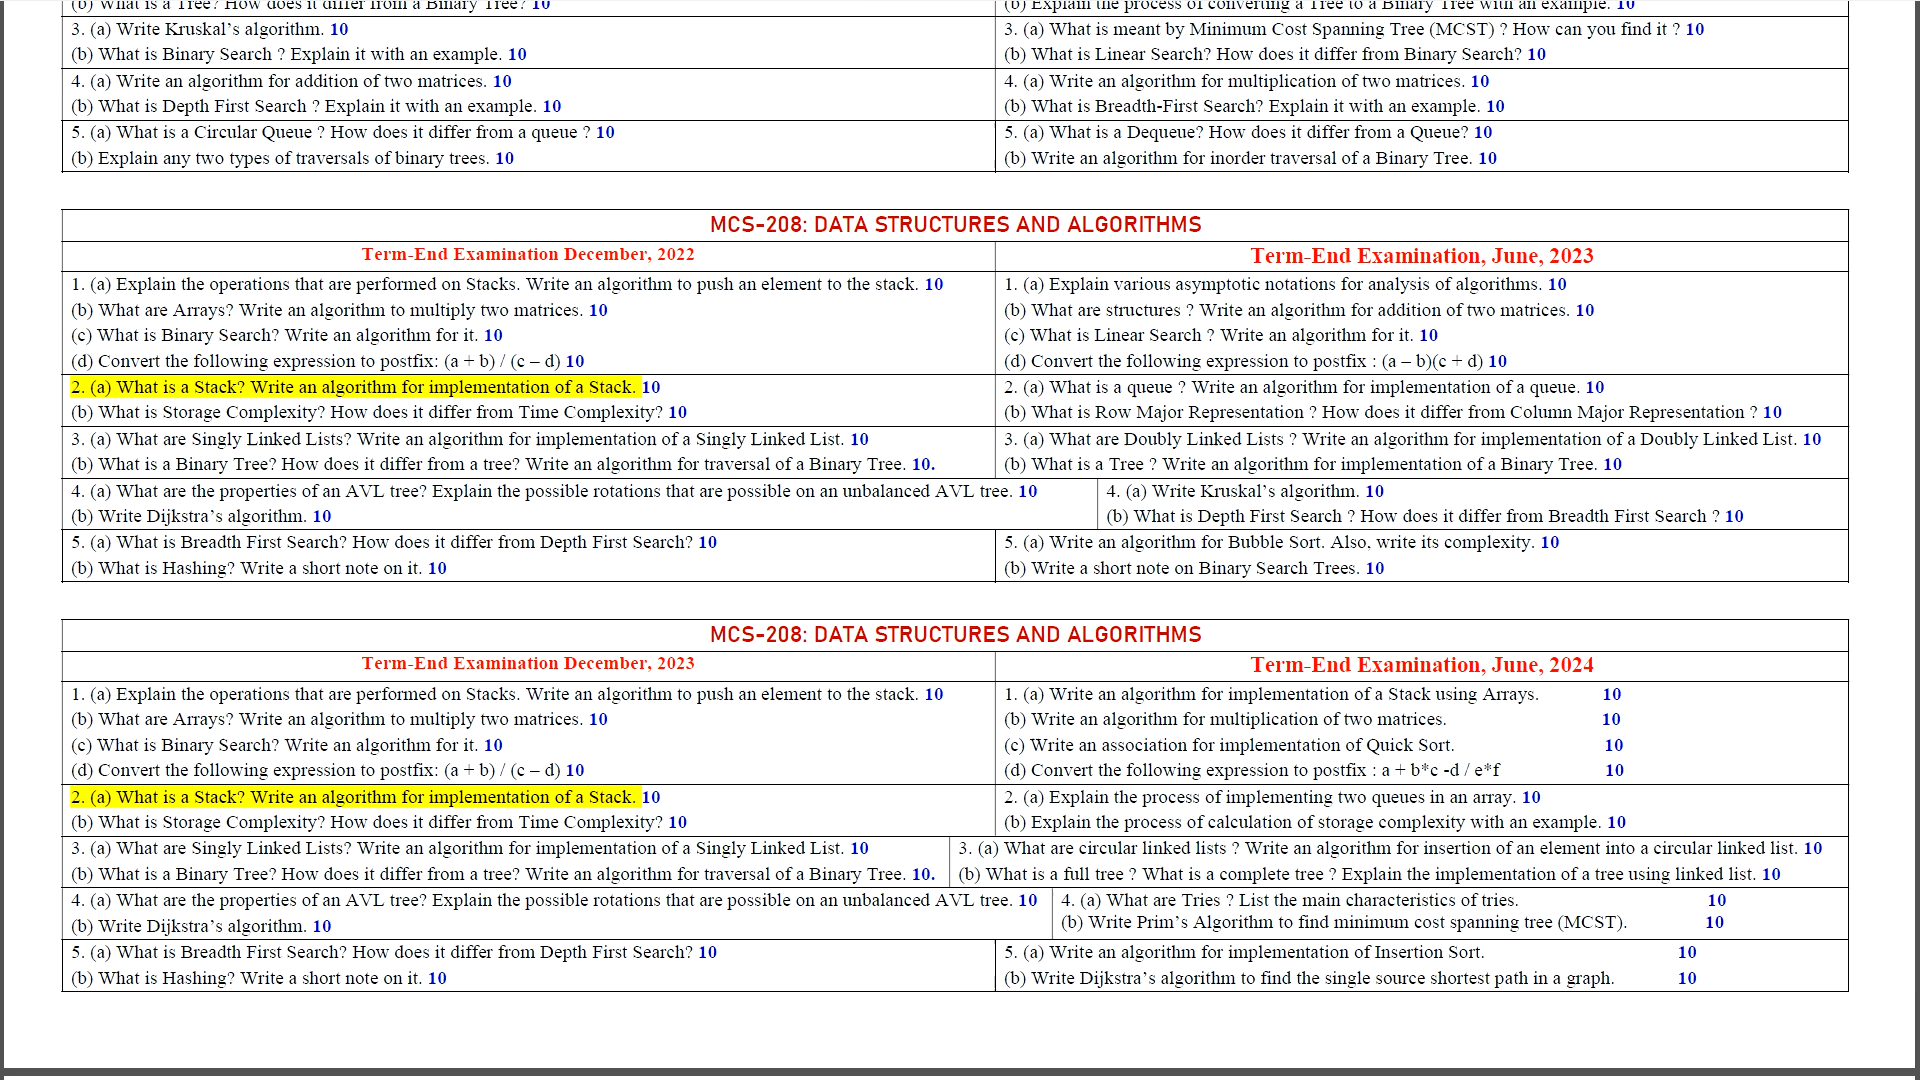 (b) What is a Tree? How does it differ from a Binary Tree? 10
3. (a) Write Kruskal's algorithm. 10
(b) What is Binary Search ? Explain it with an example. 10
4. (a) Write an algorithm for addition of two matrices. 10
(b) What is Depth First Search ? Explain it with an example. 10
5. (a) What is a Circular Queue ? How does it differ from a queue ? 10
(b) Explain any two types of traversals of binary trees. 10
(b) Explain the process of converting a Tree to a Binary Tree with an example. 10
3. (a) What is meant by Minimum Cost Spanning Tree (MCST) ? How can you find it ? 10
(b) What is Linear Search? How does it differ from Binary Search? 10
4. (a) Write an algorithm for multiplication of two matrices. 10
(b) What is Breadth-First Search? Explain it with an example. 10
5. (a) What is a Dequeue? How does it differ from a Queue? 10
(b) Write an algorithm for inorder traversal of a Binary Tree. 10
MCS-208: DATA STRUCTURES AND ALGORITHMS
Term-End Examination December, 2022
1. (a) Explain the operations that are performed on Stacks. Write an algorithm to push an element to the stack. 10
(b) What are Arrays? Write an algorithm to multiply two matrices. 10
(c) What is Binary Search? Write an algorithm for it. 10
(d) Convert the following expression to postfix: (a + b) / (c – d) 10
2. (a) What is a Stack? Write an algorithm for implementation of a Stack. 10
(b) What is Storage Complexity? How does it differ from Time Complexity? 10
3. (a) What are Singly Linked Lists? Write an algorithm for implementation of a Singly Linked List. 10
(b) What is a Binary Tree? How does it differ from a tree? Write an algorithm for traversal of a Binary Tree. 10.
4. (a) What are the properties of an AVL tree? Explain the possible rotations that are possible on an unbalanced AVL tree. 10
(b) Write Dijkstra's algorithm. 10
5. (a) What is Breadth First Search? How does it differ from Depth First Search? 10
(b) What is Hashing? Write a short note on it. 10
Term-End Examination, June, 2023
1. (a) Explain various asymptotic notations for analysis of algorithms. 10
(b) What are structures ? Write an algorithm for addition of two matrices. 10
(c) What is Linear Search ? Write an algorithm for it. 10
(d) Convert the following expression to postfix : (a – b)(c + d) 10
2. (a) What is a queue ? Write an algorithm for implementation of a queue. 10
(b) What is Row Major Representation ? How does it differ from Column Major Representation ? 10
3. (a) What are Doubly Linked Lists ? Write an algorithm for implementation of a Doubly Linked List. 10
(b) What is a Tree ? Write an algorithm for implementation of a Binary Tree. 10
4. (a) Write Kruskal's algorithm. 10
(b) What is Depth First Search ? How does it differ from Breadth First Search ? 10
5. (a) Write an algorithm for Bubble Sort. Also, write its complexity. 10
(b) Write a short note on Binary Search Trees. 10
MCS-208: DATA STRUCTURES AND ALGORITHMS
Term-End Examination December, 2023
1. (a) Explain the operations that are performed on Stacks. Write an algorithm to push an element to the stack. 10
(b) What are Arrays? Write an algorithm to multiply two matrices. 10
(c) What is Binary Search? Write an algorithm for it. 10
(d) Convert the following expression to postfix: (a + b) / (c – d) 10
2. (a) What is a Stack? Write an algorithm for implementation of a Stack. 10
(b) What is Storage Complexity? How does it differ from Time Complexity? 10
3. (a) What are Singly Linked Lists? Write an algorithm for implementation of a Singly Linked List. 10
(b) What is a Binary Tree? How does it differ from a tree? Write an algorithm for traversal of a Binary Tree. 10.
4. (a) What are the properties of an AVL tree? Explain the possible rotations that are possible on an unbalanced AVL tree. 10
(b) Write Dijkstra's algorithm. 10
5. (a) What is Breadth First Search? How does it differ from Depth First Search? 10
(b) What is Hashing? Write a short note on it. 10
Term-End Examination, June, 2024
1. (a) Write an algorithm for implementation of a Stack using Arrays. 10
(b) Write an algorithm for multiplication of two matrices. 10
(c) Write an association for implementation of Quick Sort. 10
(d) Convert the following expression to postfix : a + b*c -d / e*f 10
2. (a) Explain the process of implementing two queues in an array. 10
(b) Explain the process of calculation of storage complexity with an example. 10
3. (a) What are circular linked lists ? Write an algorithm for insertion of an element into a circular linked list. 10
(b) What is a full tree ? What is a complete tree ? Explain the implementation of a tree using linked list. 10
4. (a) What are Tries ? List the main characteristics of tries. 10
(b) Write Prim's Algorithm to find minimum cost spanning tree (MCST). 10
5. (a) Write an algorithm for implementation of Insertion Sort. 10
(b) Write Dijkstra's algorithm to find the single source shortest path in a graph. 10